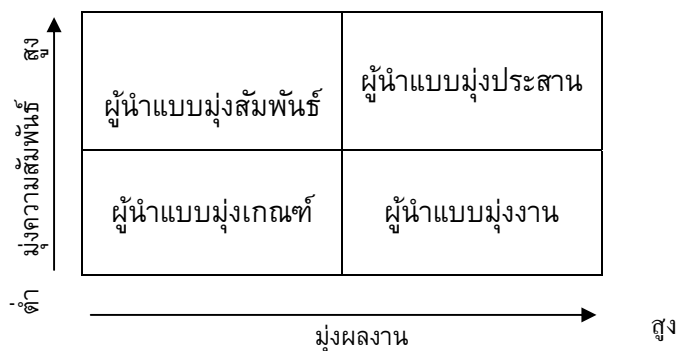 สูง
ผู้นำแบบมุ่งสัมพันธ์
ผู้นำแบบมุ่งประสาน
มุ่งความสัมพันธ์
ผู้นำแบบมุ่งเกณฑ์
ผู้นำแบบมุ่งงาน
ต่ำ
มุ่งผลงาน
สูง